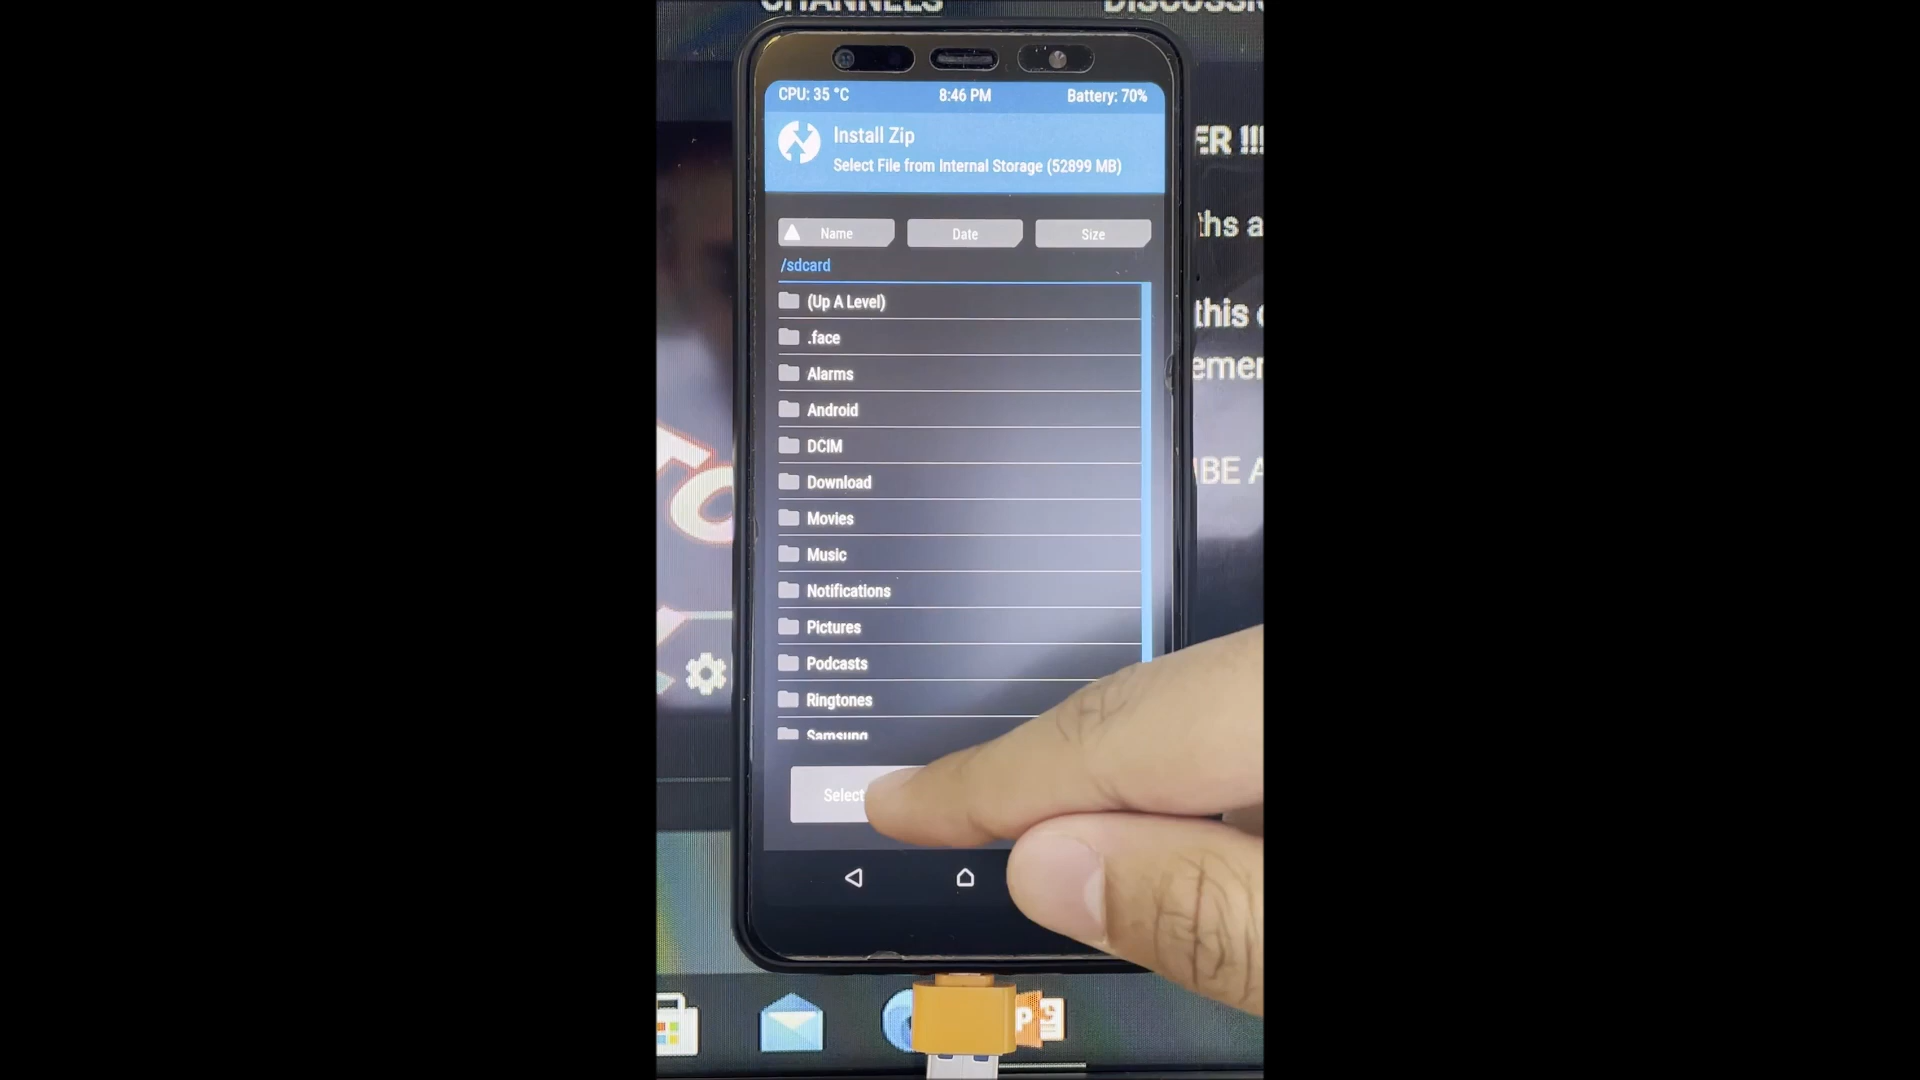 CHANNELS
CPU: 35 °C
8:46 PM
Battery: 70%
Install Zip
Select File from Internal Storage (52899 MB)
Name
Date
Size
/sdcard
(Up A Level)
.face
Alarms
Android
DCIM
Download
Movies
Music
Notifications
Pictures
Podcasts
Ringtones
Samsung
Select
ER !!!
ths a
this
emer
IBE A